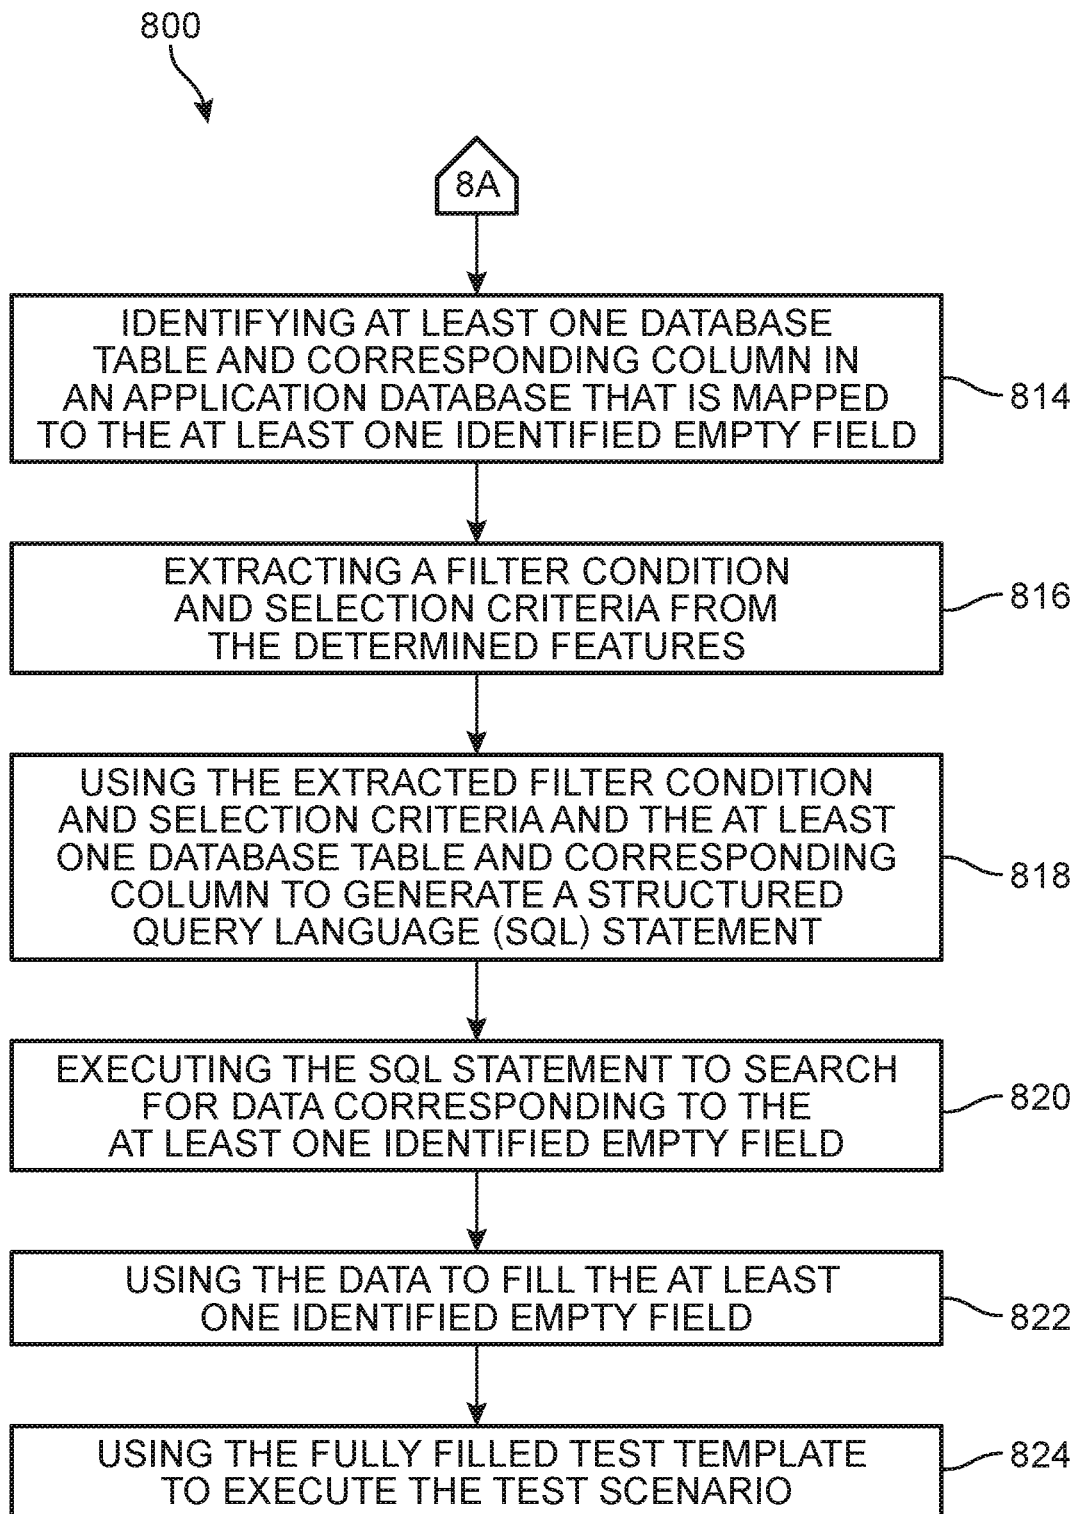 800
8A
IDENTIFYING AT LEAST ONE DATABASE
TABLE AND CORRESPONDING COLUMN IN
AN APPLICATION DATABASE THAT IS MAPPED
TO THE AT LEAST ONE IDENTIFIED EMPTY FIELD
814
EXTRACTING A FILTER CONDITION
AND SELECTION CRITERIA FROM
THE DETERMINED FEATURES
816
USING THE EXTRACTED FILTER CONDITION
AND SELECTION CRITERIA AND THE AT LEAST
ONE DATABASE TABLE AND CORRESPONDING
COLUMN TO GENERATE A STRUCTURED
QUERY LANGUAGE (SQL) STATEMENT
818
EXECUTING THE SQL STATEMENT TO SEARCH
FOR DATA CORRESPONDING TO THE
AT LEAST ONE IDENTIFIED EMPTY FIELD
820
USING THE DATA TO FILL THE AT LEAST
ONE IDENTIFIED EMPTY FIELD
822
USING THE FULLY FILLED TEST TEMPLATE
TO EXECUTE THE TEST SCENARIO
824